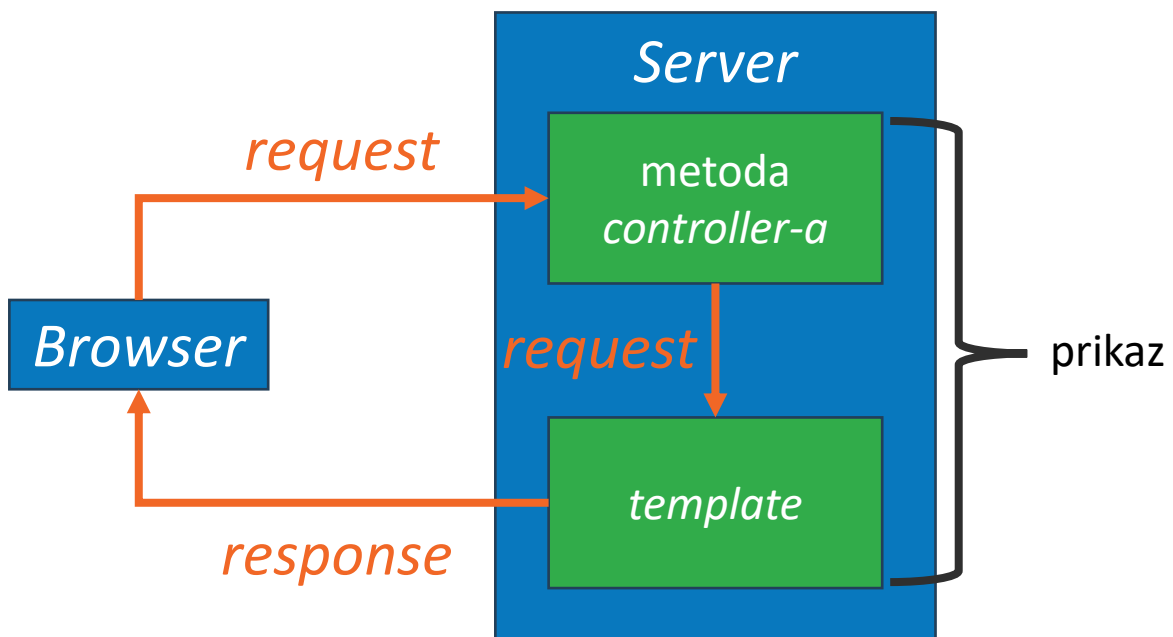 Server
request
metoda
controller-a
Browser
request
prikaz
template
response